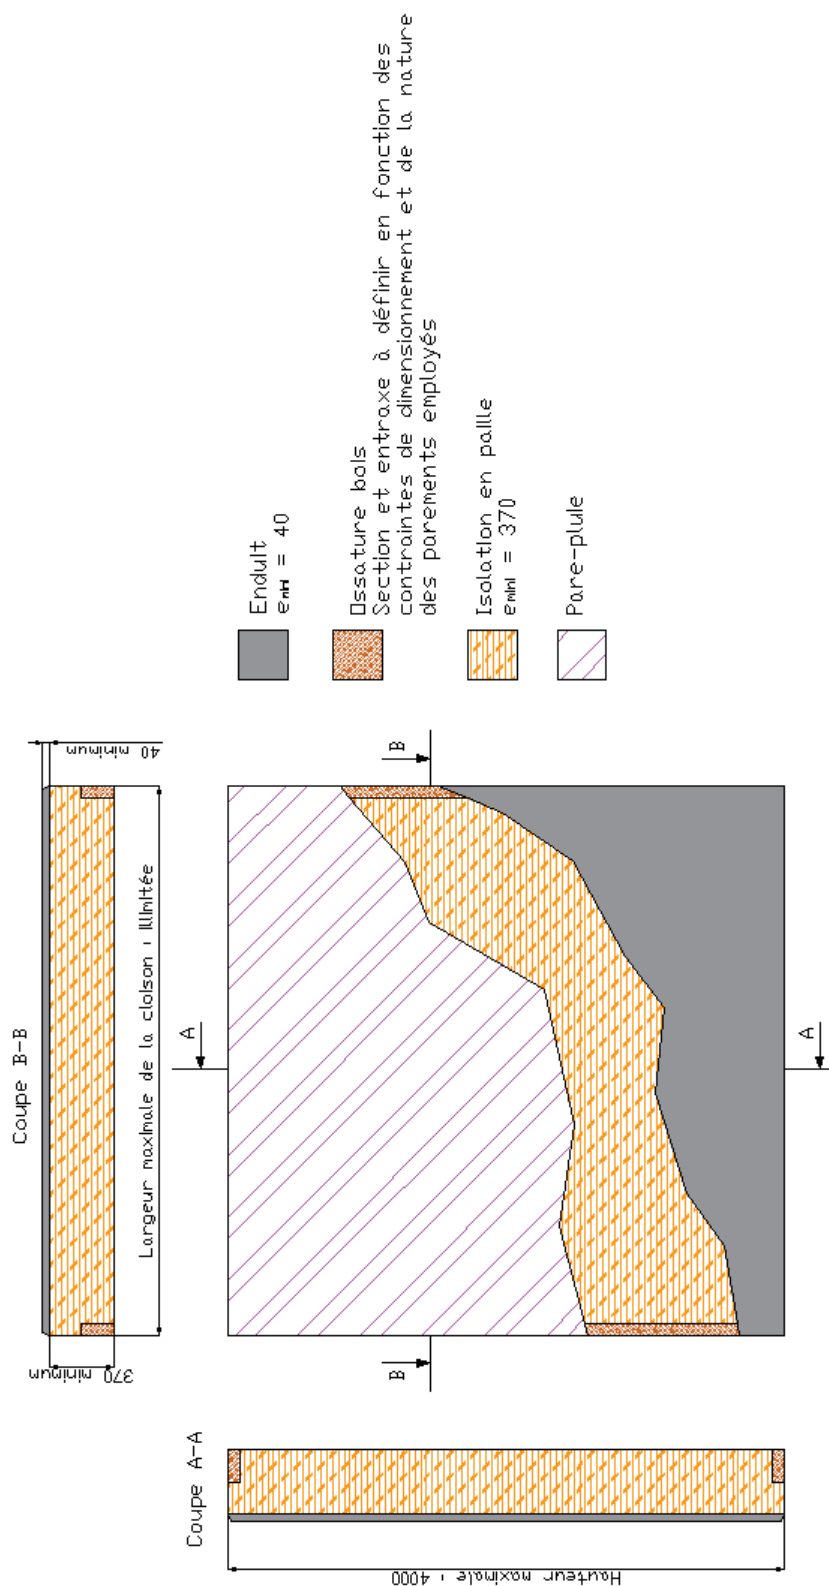 Coupe B-B
40 minimum
370 minimum
Largeur maximale de la cloison : illimitée
Coupe A-A
Hauteur maximale : 4000
B
B
A
A
Enduit
emini = 40
Ossature bois
Section et entraxe à définir en fonction des
contraintes de dimensionnement et de la nature
des parements employés
Isolation en paille
emini = 370
Pare-pluie